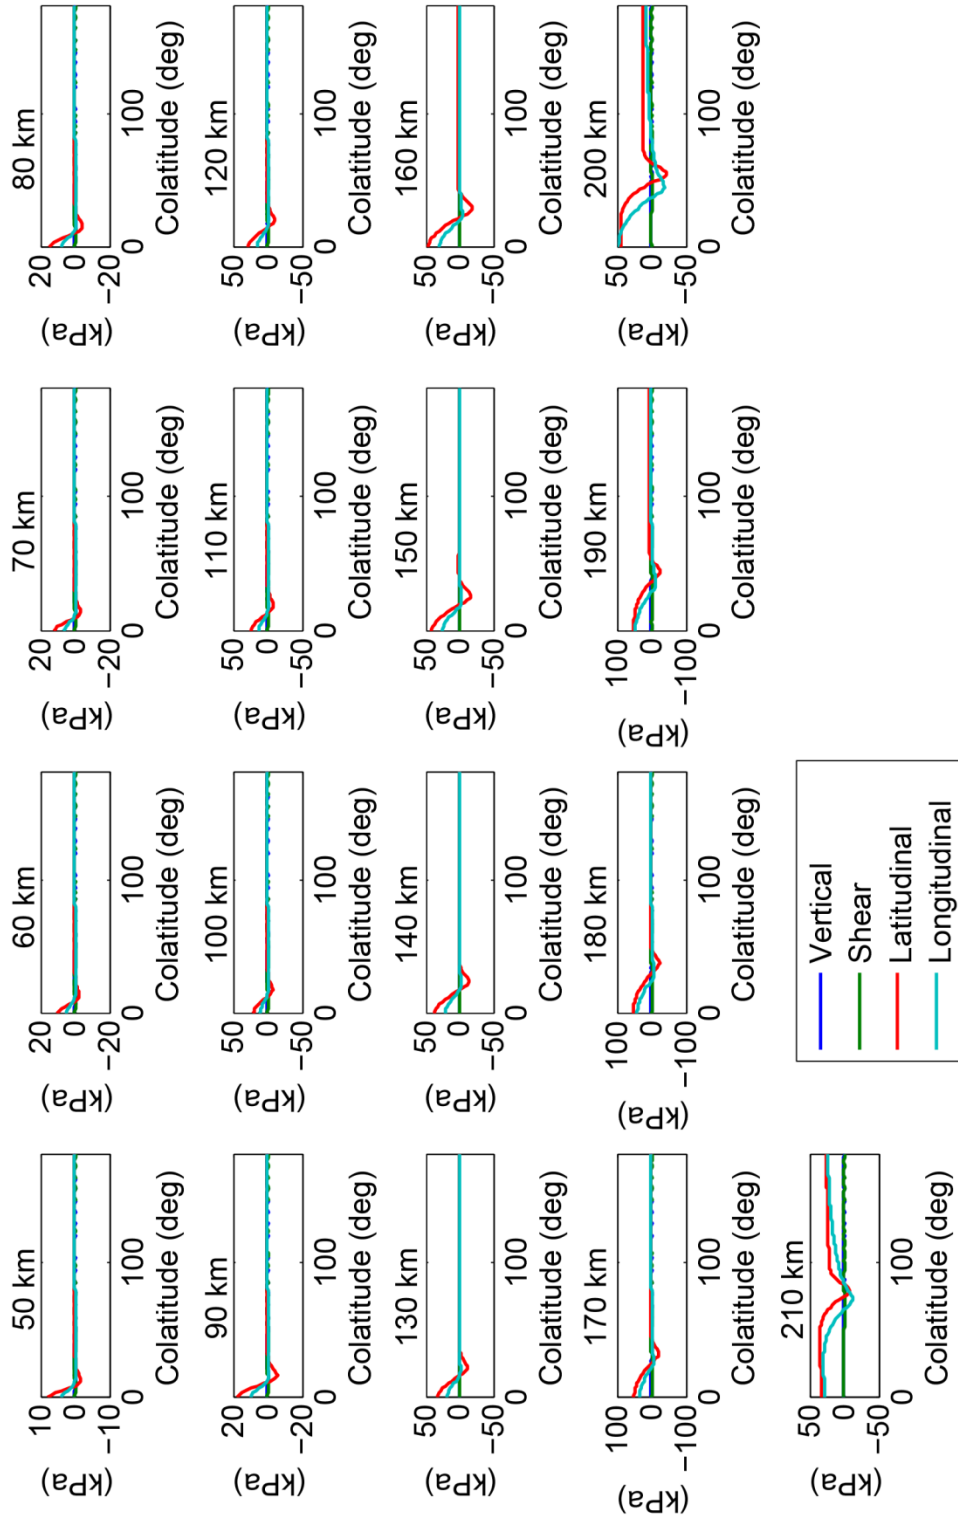 50 km
10
0
−10
(kPa)
0
100
Colatitude (deg)
60 km
20
0
−20
(kPa)
0
100
Colatitude (deg)
70 km
20
0
−20
(kPa)
0
100
Colatitude (deg)
80 km
20
0
−20
(kPa)
0
100
Colatitude (deg)
90 km
20
0
−20
(kPa)
0
100
Colatitude (deg)
100 km
50
0
−50
(kPa)
0
100
Colatitude (deg)
110 km
50
0
−50
(kPa)
0
100
Colatitude (deg)
120 km
50
0
−50
(kPa)
0
100
Colatitude (deg)
130 km
50
0
−50
(kPa)
0
100
Colatitude (deg)
140 km
50
0
−50
(kPa)
0
100
Colatitude (deg)
150 km
50
0
−50
(kPa)
0
100
Colatitude (deg)
160 km
50
0
−50
(kPa)
0
100
Colatitude (deg)
170 km
100
0
−100
(kPa)
0
100
Colatitude (deg)
180 km
100
0
−100
(kPa)
0
100
Colatitude (deg)
190 km
100
0
−100
(kPa)
0
100
Colatitude (deg)
200 km
50
0
−50
(kPa)
0
100
Colatitude (deg)
210 km
50
0
−50
(kPa)
0
100
Colatitude (deg)
Vertical
Shear
Latitudinal
Longitudinal